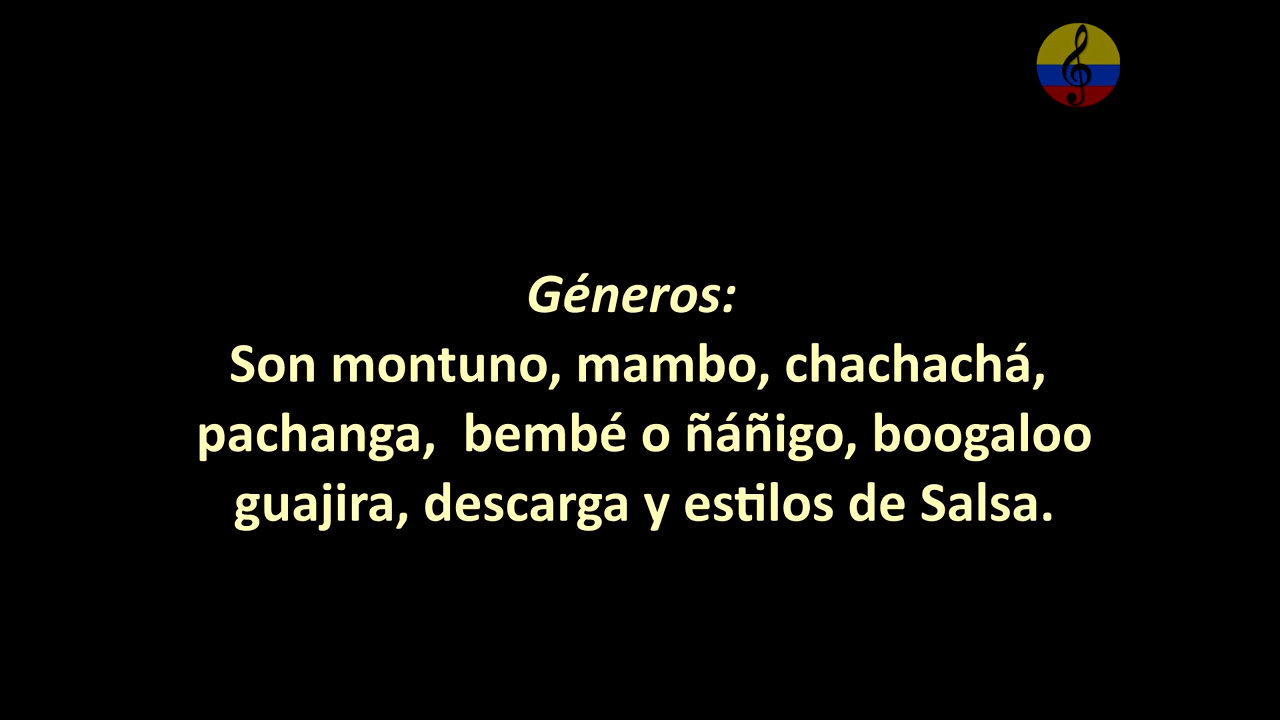 Géneros:
Son montuno, mambo, chachachá,
pachanga,  bembé o ñáñigo, boogaloo
guajira, descarga y estilos de Salsa.